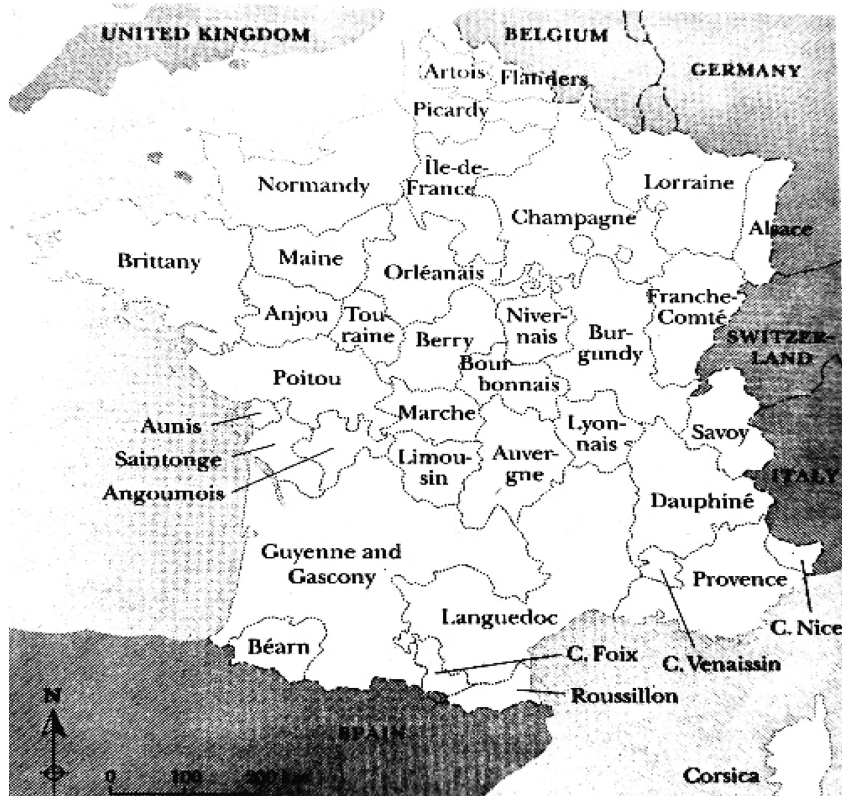 UNITED KINGDOM
BELGIUM
GERMANY
Artois
Flanders
Picardy
Île-de-
France
Normandy
Lorraine
Champagne
Alsace
Brittany
Maine
Orléanais
Franche-
Comté
Anjou
Tou-
raine
Niver-
nais
Berry
Bur-
gundy
SWITZER-
LAND
Bour
bonnais
Poitou
Aunis
Marche
Lyon-
nais
Savoy
Saintonge
Limou-
sin
Auver-
gne
ITALY
Angoumois
Dauphiné
Guyenne and
Gascony
Provence
Languedoc
C. Nice
Béarn
C. Foix
C. Venaissin
Roussillon
N
SPAIN
0 100 200
Corsica